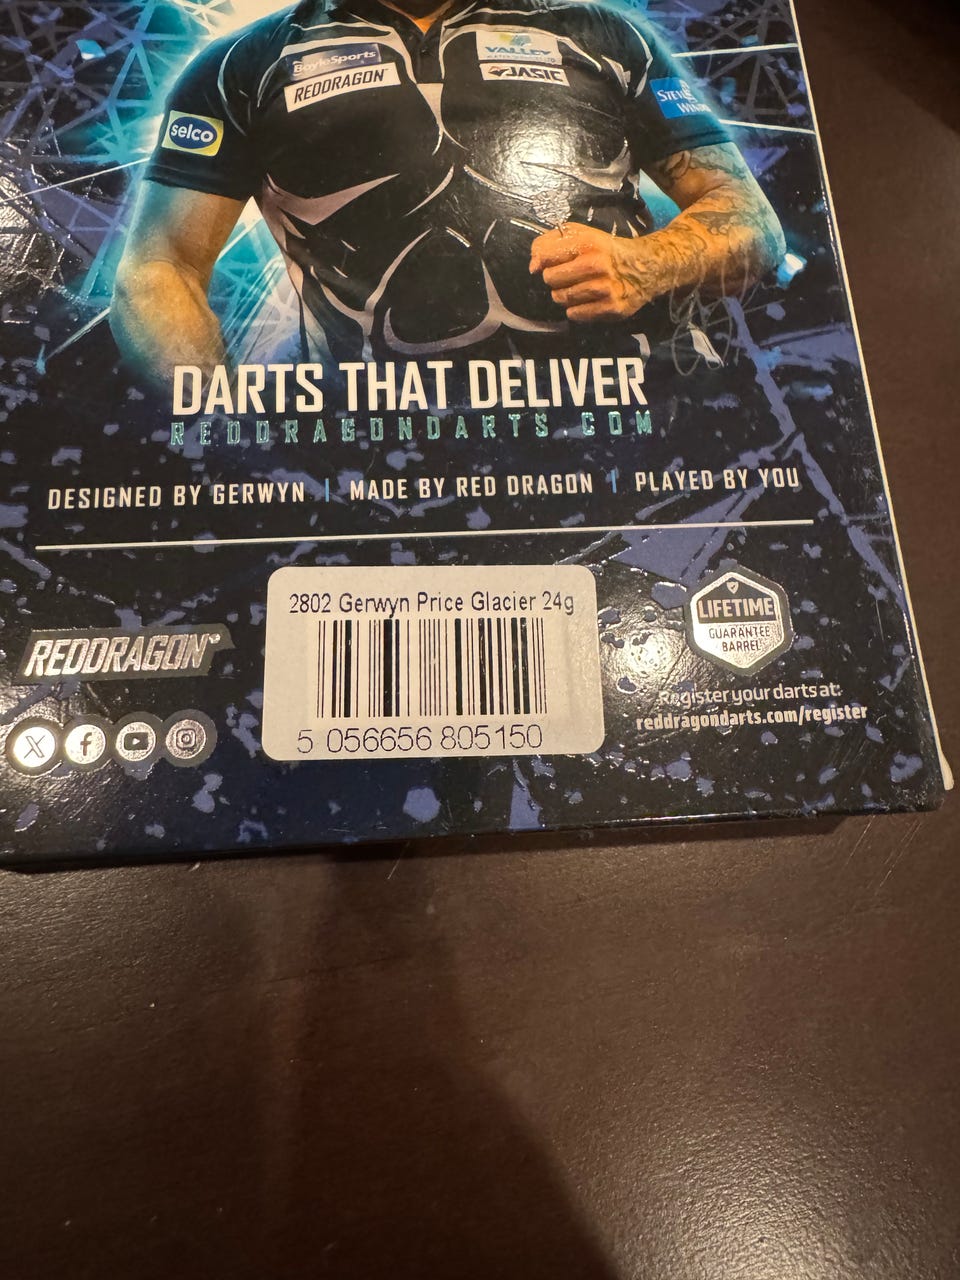 BoyleSports
REDDRAGON
VALLEY
JASIC
selco
DARTS THAT DELIVER
REDDRAGONDARTS.COM
DESIGNED BY GERWYN | MADE BY RED DRAGON | PLAYED BY YOU
2802 Gerwyn Price Glacier 24g
5 056656 805150
REDDRAGON
LIFETIME
GUARANTEE
BARREL
Register your darts at:
reddragondarts.com/register